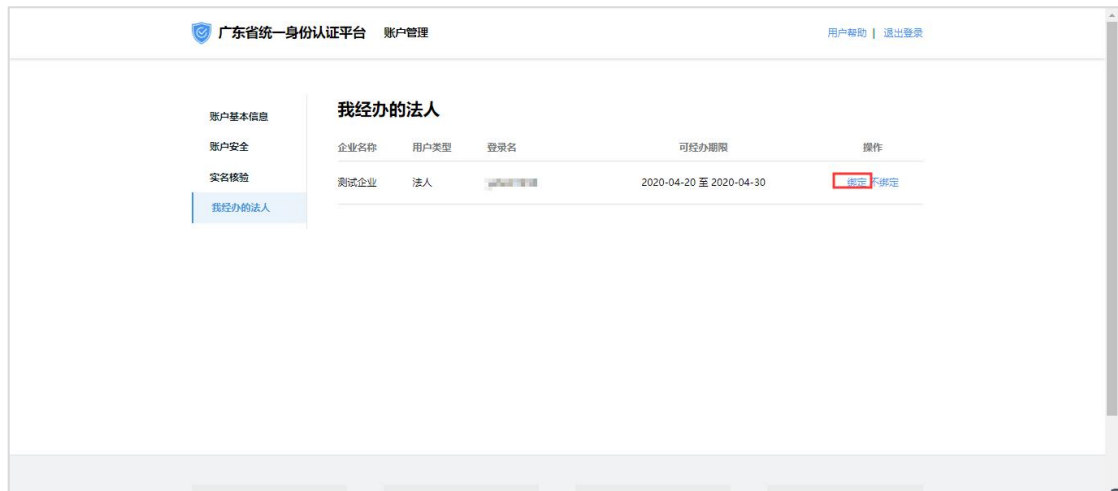 广东省统一身份认证平台 账户管理 用户帮助 | 退出登录
账户基本信息
账户安全
实名核验
我经办的法人
我经办的法人
企业名称 用户类型 登录名 可经办期限 操作
测试企业 法人 2020-04-20 至 2020-04-30 绑定 不绑定